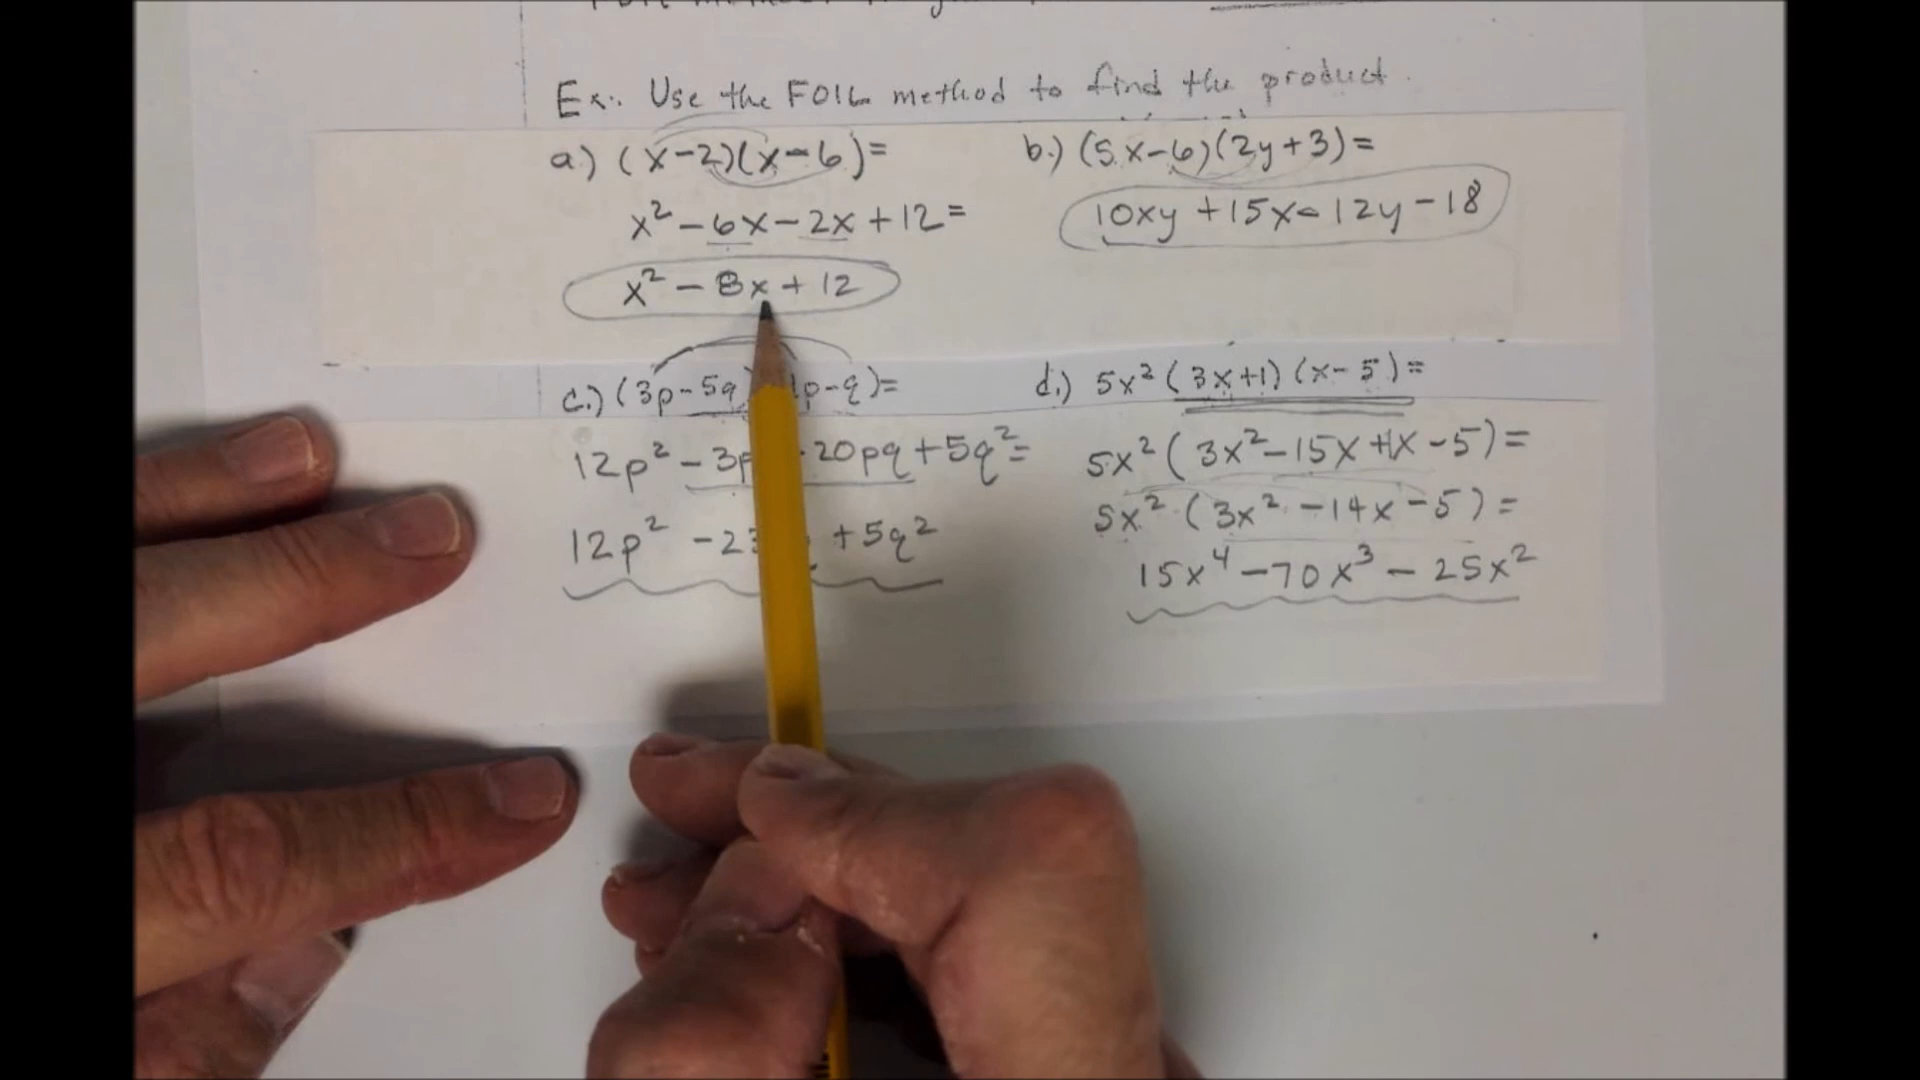 Ex: Use the FOIL method to find the product.
a.) (x-2)(x-6)=
x² - 6x - 2x + 12 =
x² - 8x + 12
b.) (5x-6)(2y+3)=
10xy + 15x - 12y - 18
c.) (3p-5q p-q)=
12p² - 3p 20pq + 5q² =
12p² - 23 + 5q²
d.) 5x² (3x+1) (x-5)=
5x² (3x² - 15x + 1x - 5) =
5x² (3x² - 14x - 5) =
15x⁴ - 70x³ - 25x²